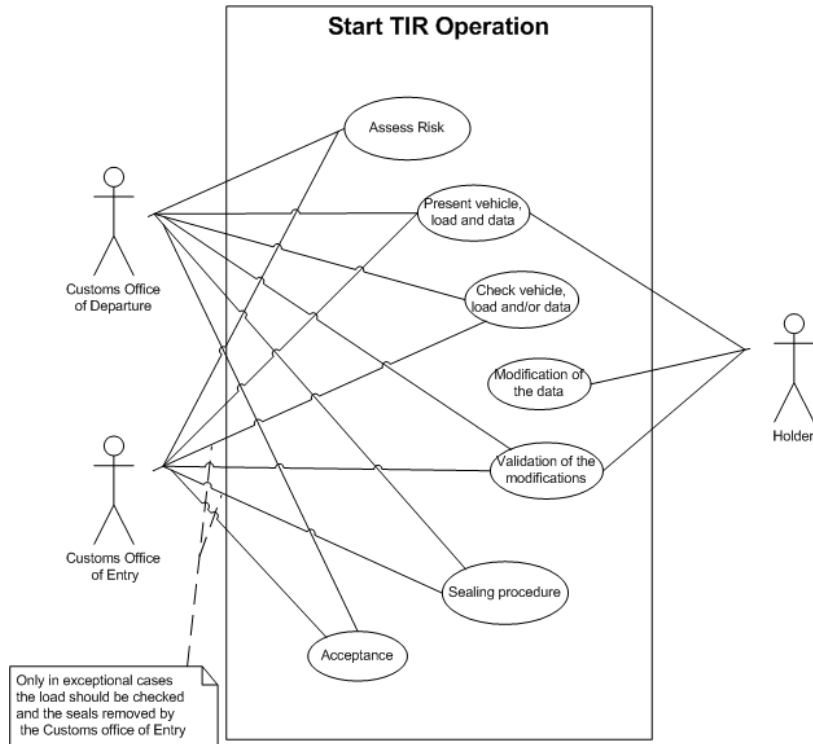 Start TIR Operation
Assess Risk
Present vehicle,
load and data
Customs Office
of Departure
Check vehicle,
load and/or data
Modification of
the data
Holder
Validation of the
modifications
Customs Office
of Entry
Sealing procedure
Acceptance
Only in exceptional cases
the load should be checked
and the seals removed by
the Customs office of Entry